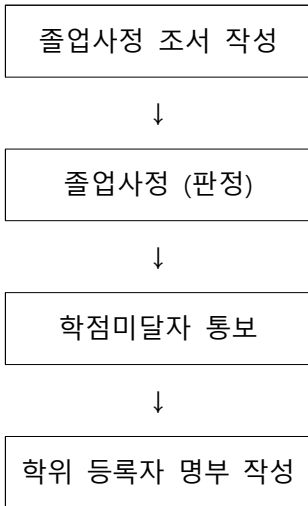 졸업사정 조서 작성
↓
졸업사정 (판정)
↓
학점미달자 통보
↓
학위 등록자 명부 작성